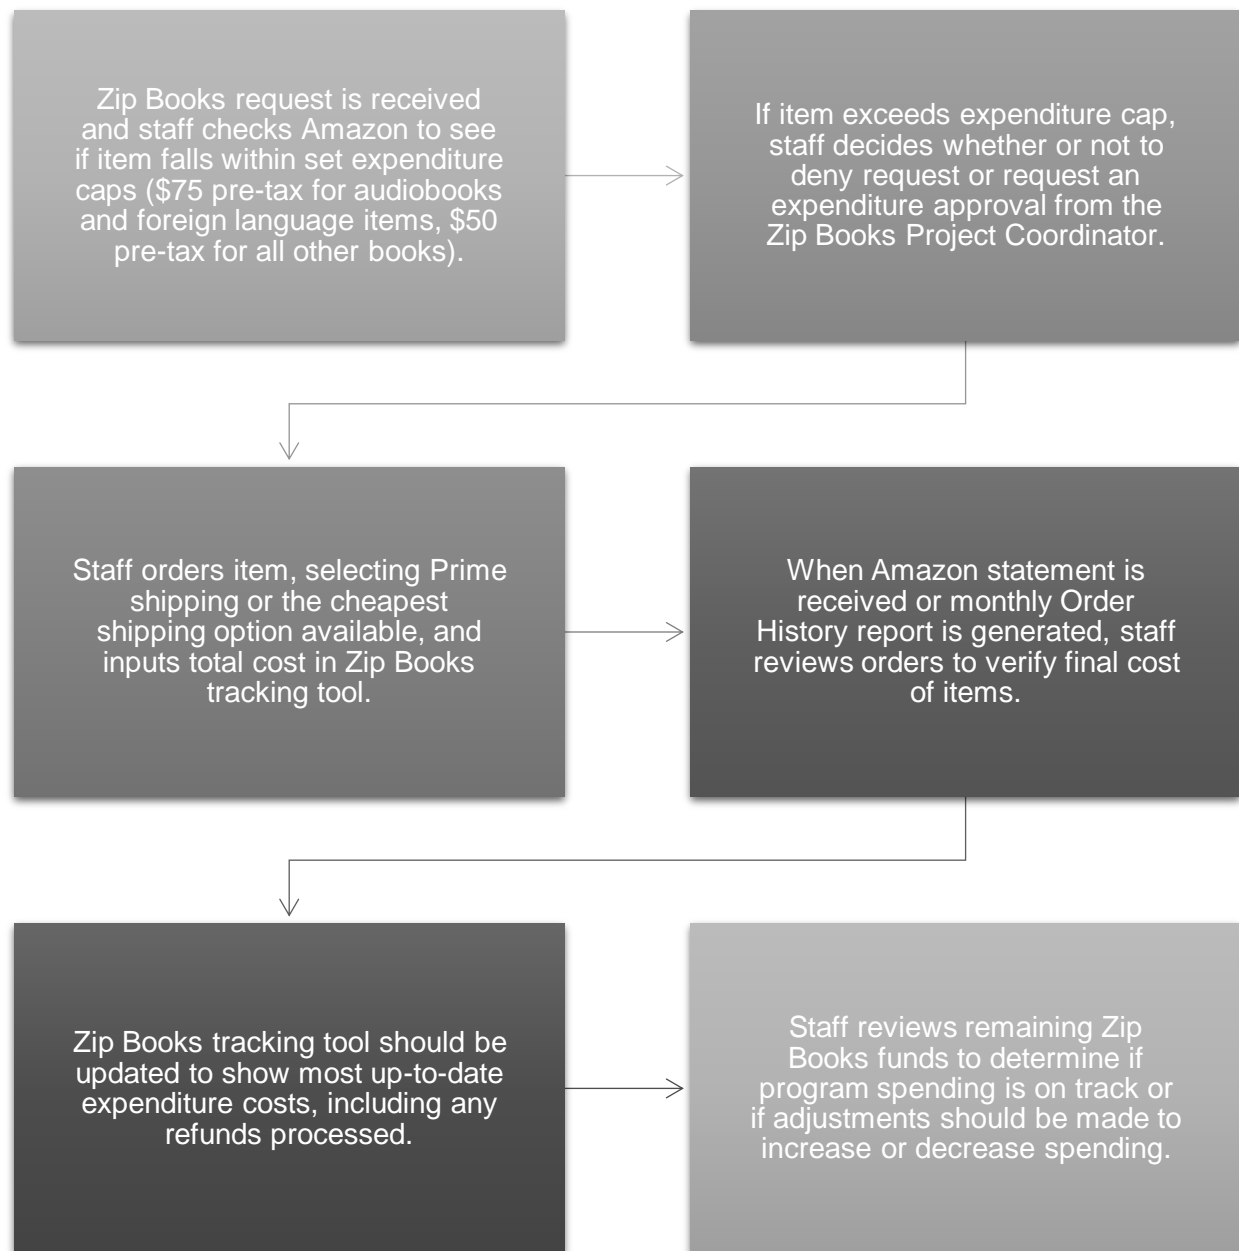 Zip Books request is received
and staff checks Amazon to see
if item falls within set expenditure
caps ($75 pre-tax for audiobooks
and foreign language items, $50
pre-tax for all other books).
If item exceeds expenditure cap,
staff decides whether or not to
deny request or request an
expenditure approval from the
Zip Books Project Coordinator.
Staff orders item, selecting Prime
shipping or the cheapest
shipping option available, and
inputs total cost in Zip Books
tracking tool.
When Amazon statement is
received or monthly Order
History report is generated, staff
reviews orders to verify final cost
of items.
Zip Books tracking tool should be
updated to show most up-to-date
expenditure costs, including any
refunds processed.
Staff reviews remaining Zip
Books funds to determine if
program spending is on track or
if adjustments should be made to
increase or decrease spending.